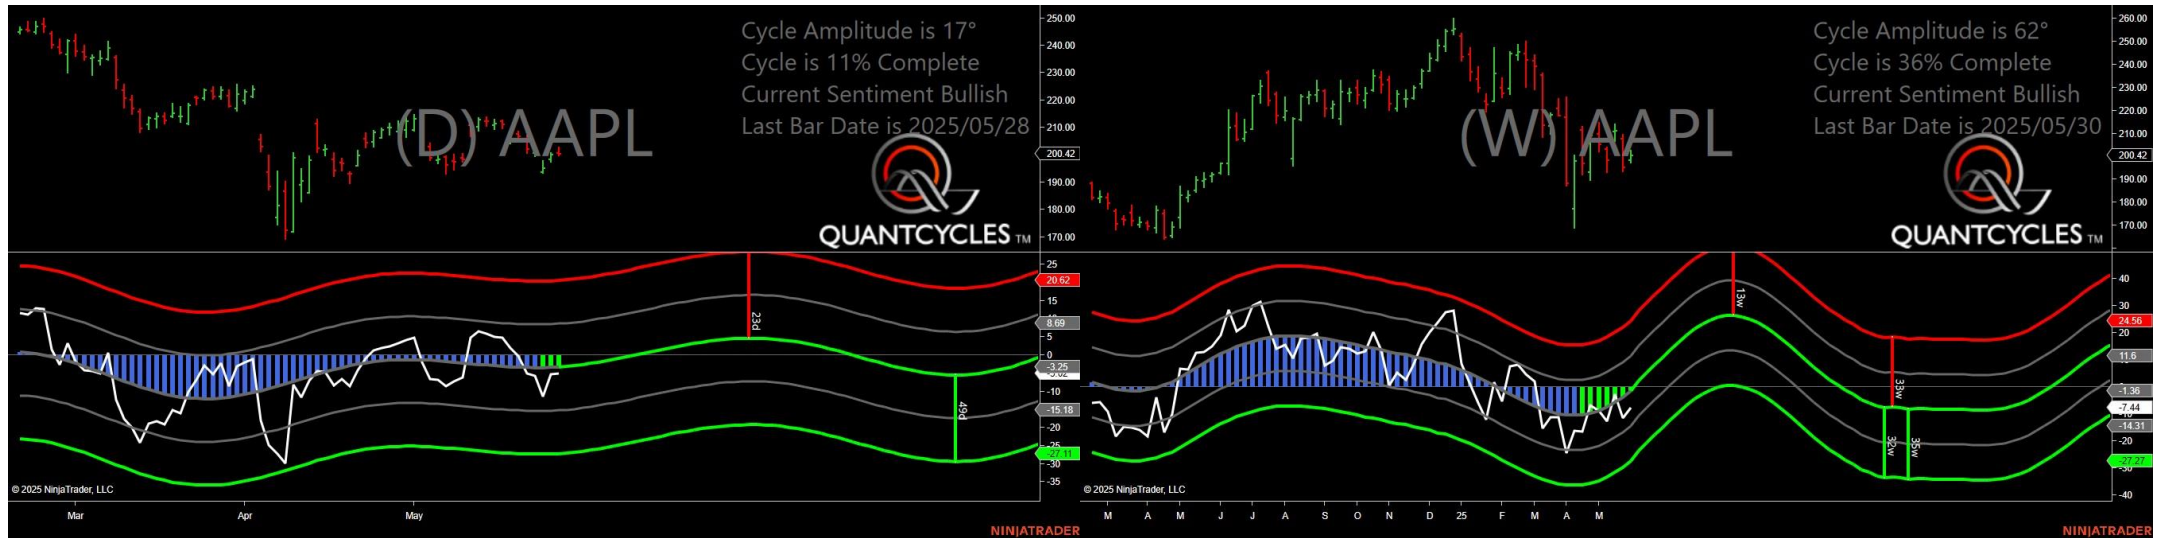 250.00
240.00
230.00
220.00
210.00
200.42
190.00
180.00
170.00
Cycle Amplitude is 17°
Cycle is 11% Complete
Current Sentiment Bullish
Last Bar Date is 2025/05/28
(D) AAPL
QUANTCYCLES TM
25
20.62
15
8.69
5
0
-3.25
-10
-15.18
-20
-25
-27.11
-30
-35
23d
49d
© 2025 NinjaTrader, LLC
Mar Apr May
NINJATRADER
260.00
250.00
240.00
230.00
220.00
210.00
200.42
190.00
180.00
170.00
Cycle Amplitude is 62°
Cycle is 36% Complete
Current Sentiment Bullish
Last Bar Date is 2025/05/30
(W) AAPL
QUANTCYCLES TM
40
30
24.56
20
11.6
-1.36
-7.44
-14.31
-20
-27.27
-40
13w
33w
32w
35w
© 2025 NinjaTrader, LLC
M A M J J A S O N D 25 F M A M
NINJATRADER